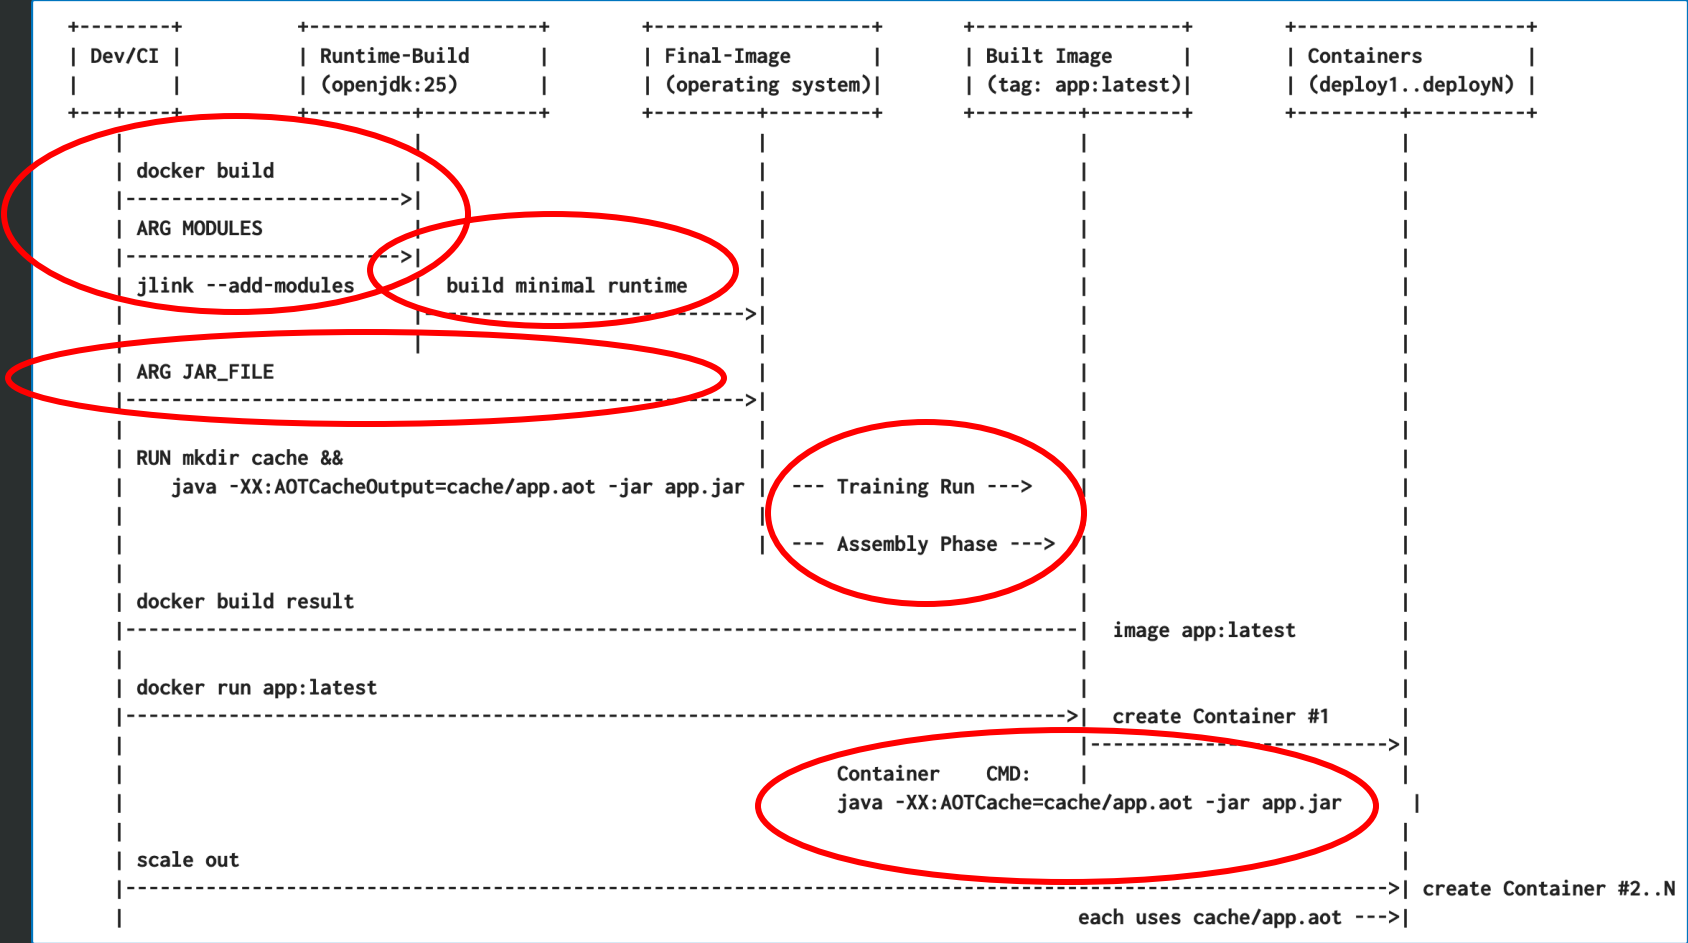 Dev/CI
Runtime-Build
(openjdk:25)
Final-Image
(operating system)
Built Image
(tag: app:latest)
Containers
(deploy1..deployN)
docker build
ARG MODULES
jlink --add-modules
build minimal runtime
ARG JAR_FILE
RUN mkdir cache &&
java -XX:AOTCacheOutput=cache/app.aot -jar app.jar
--- Training Run --->
--- Assembly Phase --->
docker build result
image app:latest
docker run app:latest
create Container #1
Container CMD:
java -XX:AOTCache=cache/app.aot -jar app.jar
scale out
create Container #2..N
each uses cache/app.aot --->